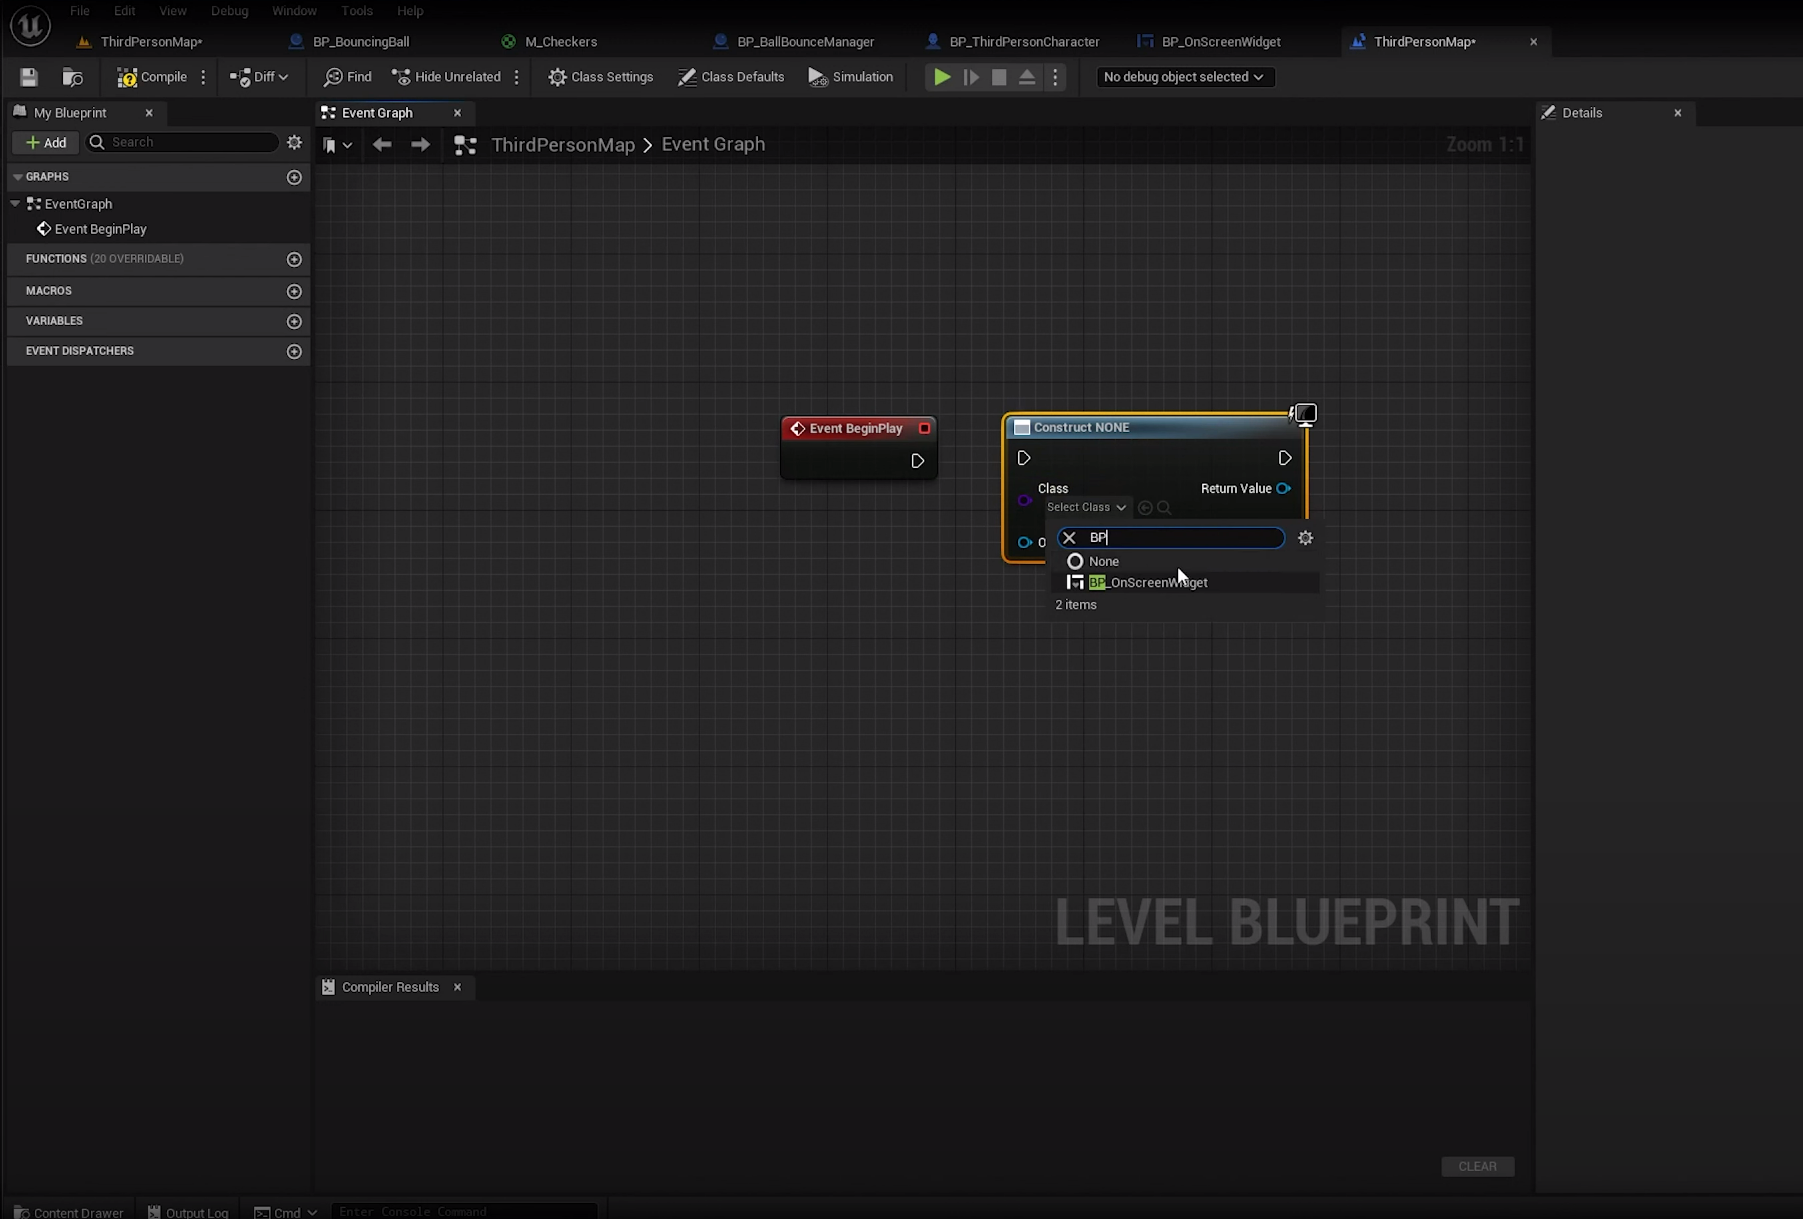 File Edit View Debug Window Tools Help
ThirdPersonMap* BP_BouncingBall M_Checkers BP_BallBounceManager BP_ThirdPersonCharacter BP_OnScreenWidget ThirdPersonMap*
Compile Diff Find Hide Unrelated Class Settings Class Defaults Simulation No debug object selected
My Blueprint Event Graph Details
+ Add Search ThirdPersonMap > Event Graph Zoom 1:1
GRAPHS
EventGraph
Event BeginPlay
FUNCTIONS (20 OVERRIDABLE)
MACROS
VARIABLES
EVENT DISPATCHERS
Event BeginPlay
Construct NONE
Class Return Value
Select Class
O
BP
None
BP_OnScreenWidget
2 items
LEVEL BLUEPRINT
Compiler Results
CLEAR
Content Drawer Output Log Cmd Enter Console Command